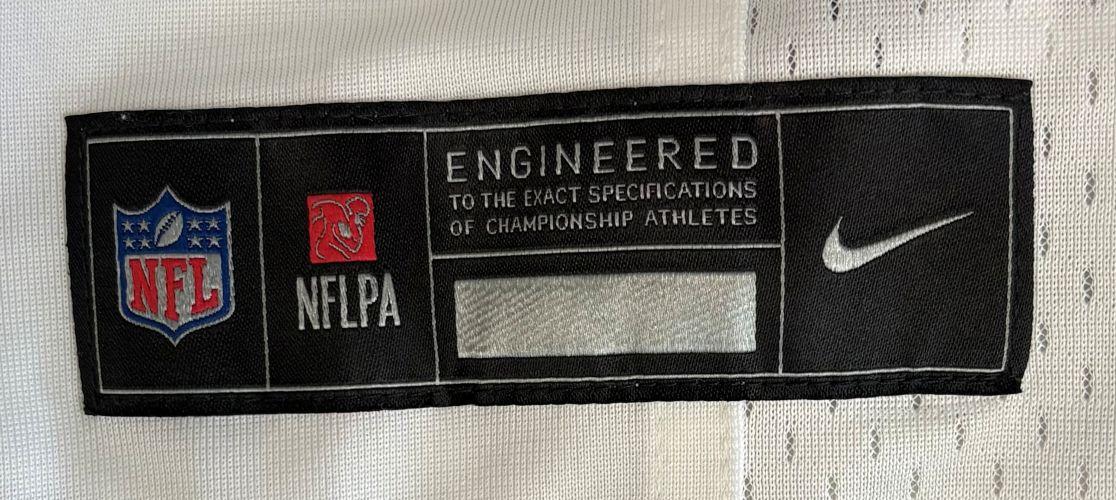 NFL
NFLPA
ENGINEERED
TO THE EXACT SPECIFICATIONS
OF CHAMPIONSHIP ATHLETES